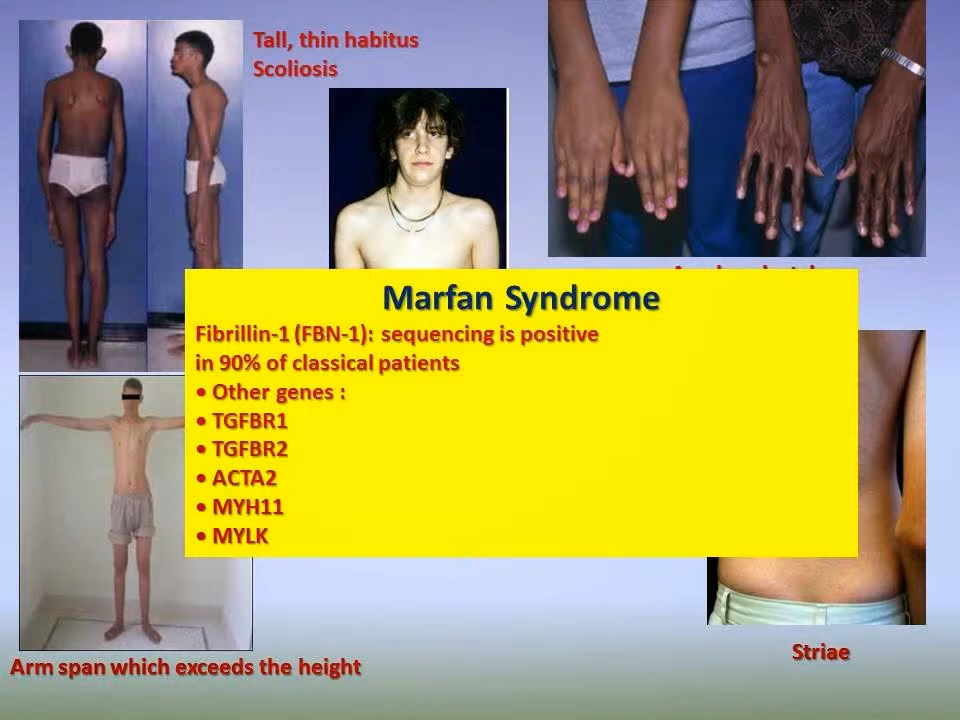 Tall, thin habitus
Scoliosis
Marfan Syndrome
Fibrillin-1 (FBN-1): sequencing is positive
in 90% of classical patients
• Other genes :
• TGFBR1
• TGFBR2
• ACTA2
• MYH11
• MYLK
Striae
Arm span which exceeds the height